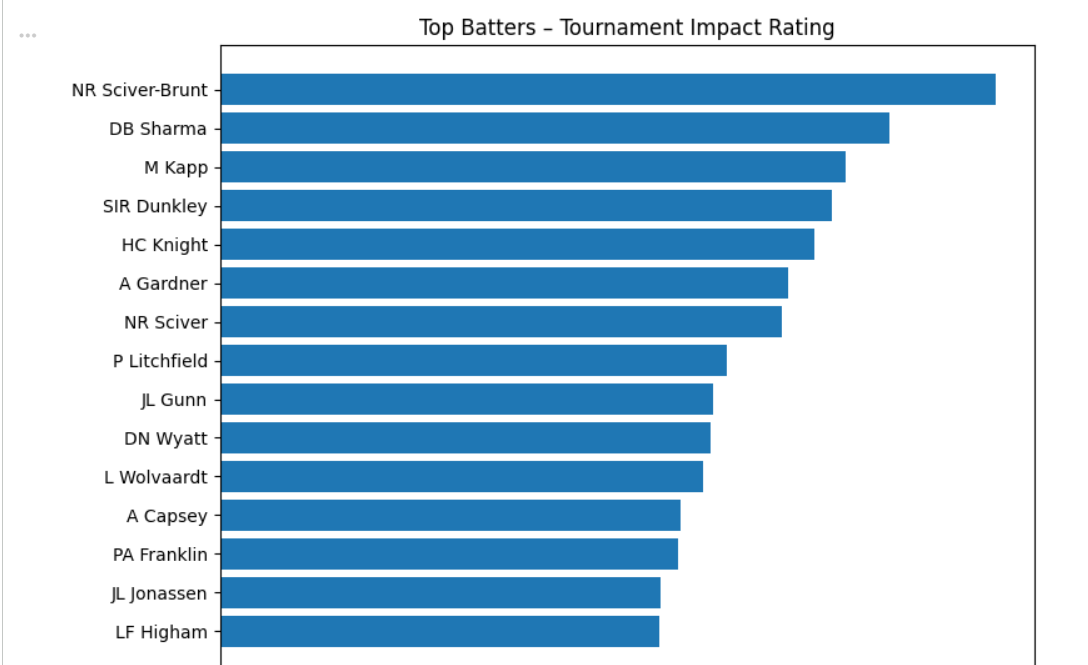 Top Batters – Tournament Impact Rating
NR Sciver-Brunt
DB Sharma
M Kapp
SIR Dunkley
HC Knight
A Gardner
NR Sciver
P Litchfield
JL Gunn
DN Wyatt
L Wolvaardt
A Capsey
PA Franklin
JL Jonassen
LF Higham